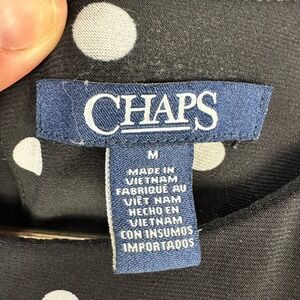 CHAPS
M
MADE IN
VIETNAM
FABRIQUÉ AU
VIÊT NAM
HECHO EN
VIETNAM
CON INSUMOS
IMPORTADOS